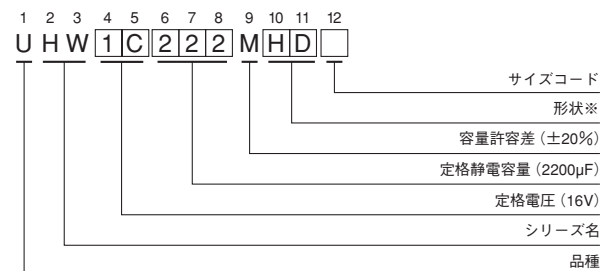 1 2 3 4 5 6 7 8 9 10 11 12
U H W 1 C 2 2 2 M H D
サイズコード
形状※
容量許容差（±20％）
定格静電容量（2200µF）
定格電圧（16V）
シリーズ名
品種